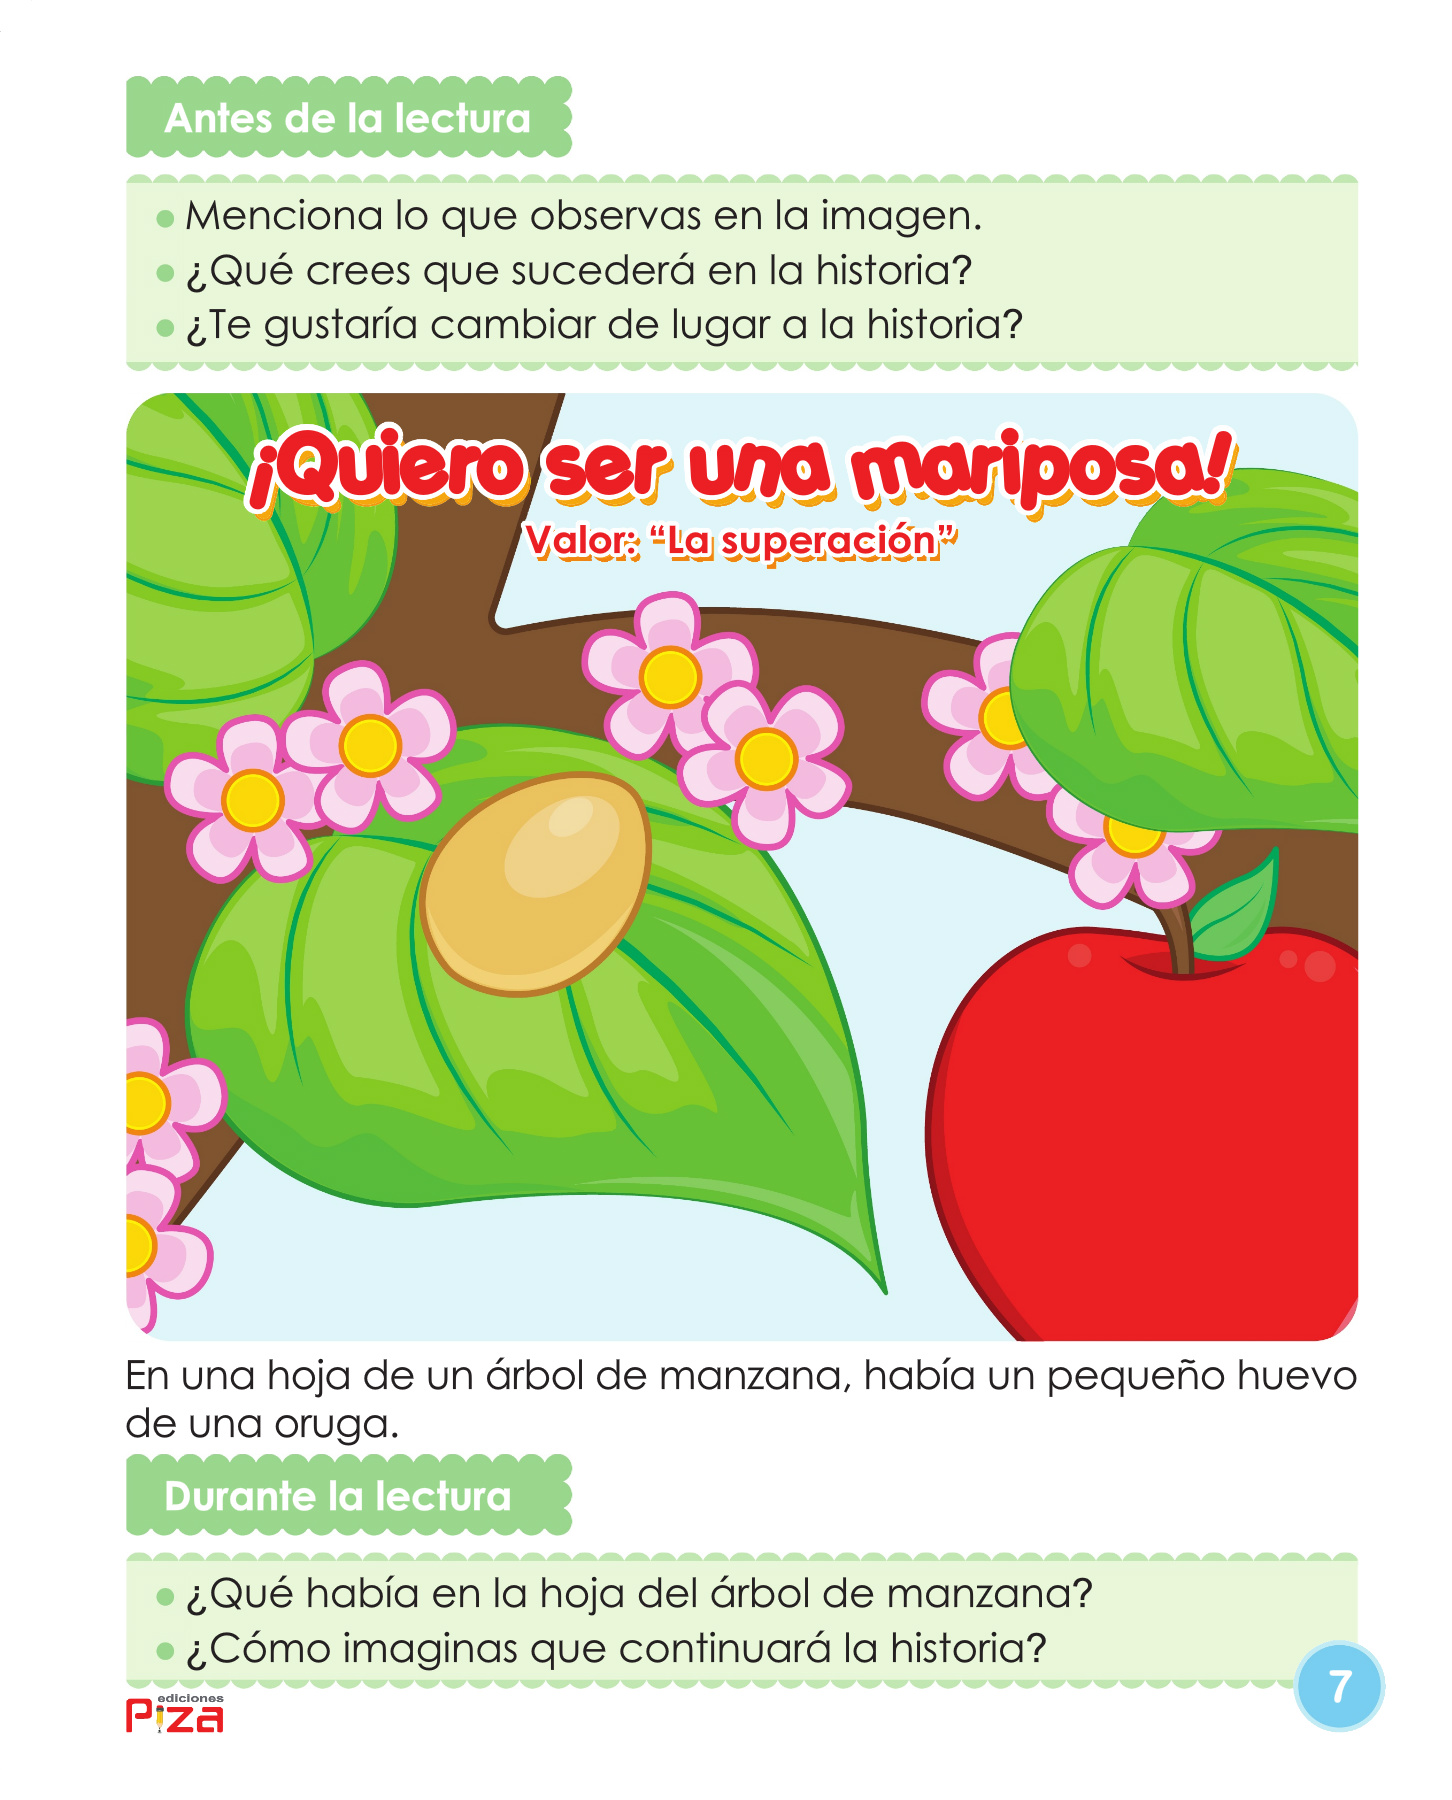 Antes de la lectura
Menciona lo que observas en la imagen.
¿Qué crees que sucederá en la historia?
¿Te gustaría cambiar de lugar a la historia?
¡Quiero ser una mariposa!
Valor: “La superación”
En una hoja de un árbol de manzana, había un pequeño huevo
de una oruga.
Durante la lectura
¿Qué había en la hoja del árbol de manzana?
¿Cómo imaginas que continuará la historia?
7
ediciones
Piza